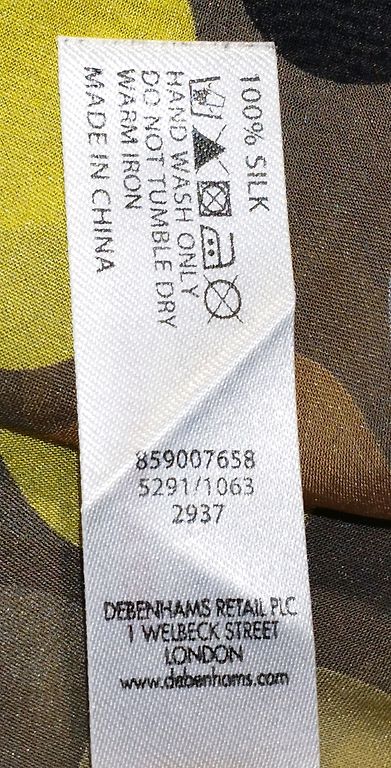 100% SILK
HAND WASH ONLY
DO NOT TUMBLE DRY
WARM IRON
MADE IN CHINA
859007658
5291/1063
2937
DEBENHAMS RETAIL PLC
1 WELBECK STREET
LONDON
www.debenhams.com